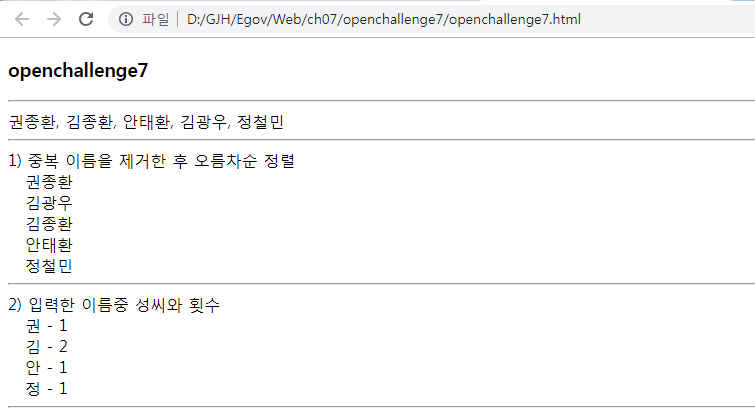 파일 D:/GJH/Egov/Web/ch07/openchallenge7/openchallenge7.html
openchallenge7
권종환, 김종환, 안태환, 김광우, 정철민
1) 중복 이름을 제거한 후 오름차순 정렬
권종환
김광우
김종환
안태환
정철민
2) 입력한 이름중 성씨와 횟수
권 - 1
김 - 2
안 - 1
정 - 1